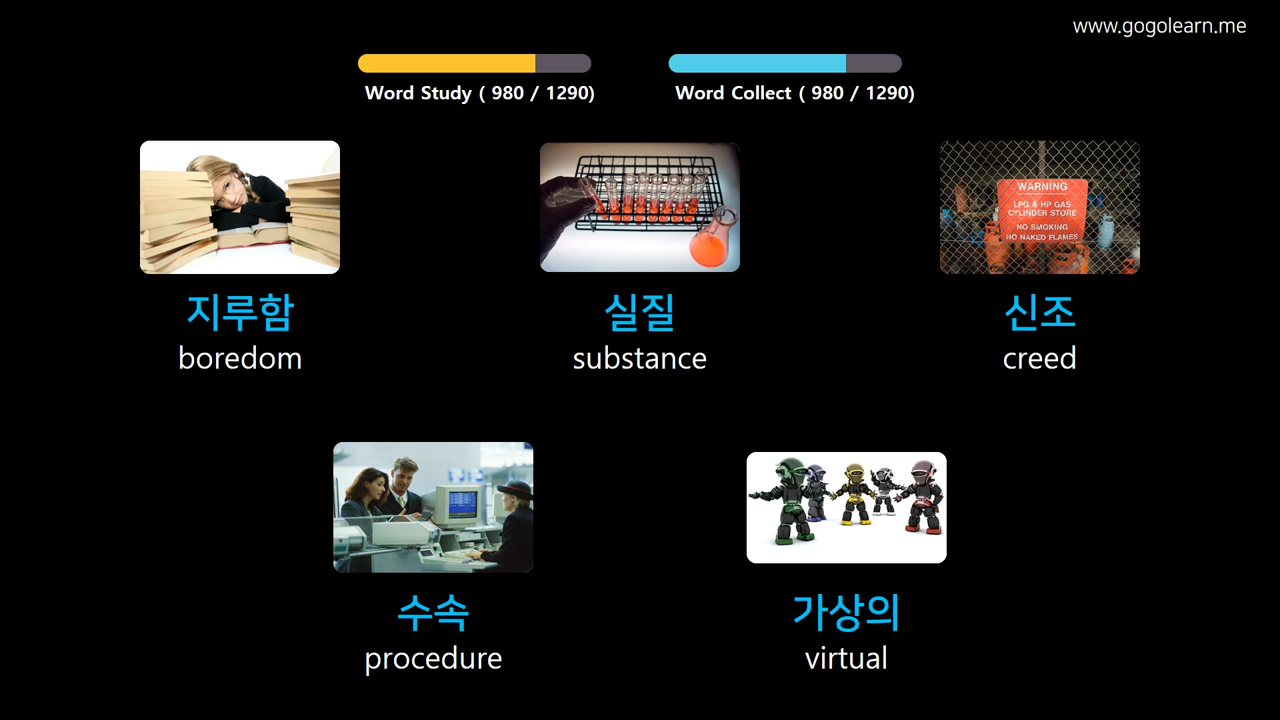 www.gogolearn.me
Word Study ( 980 / 1290)
Word Collect ( 980 / 1290)
WARNING
LPG & HP GAS
CYLINDER STORE
NO SMOKING
NO NAKED FLAMES
지루함
boredom
실질
substance
신조
creed
수속
procedure
가상의
virtual